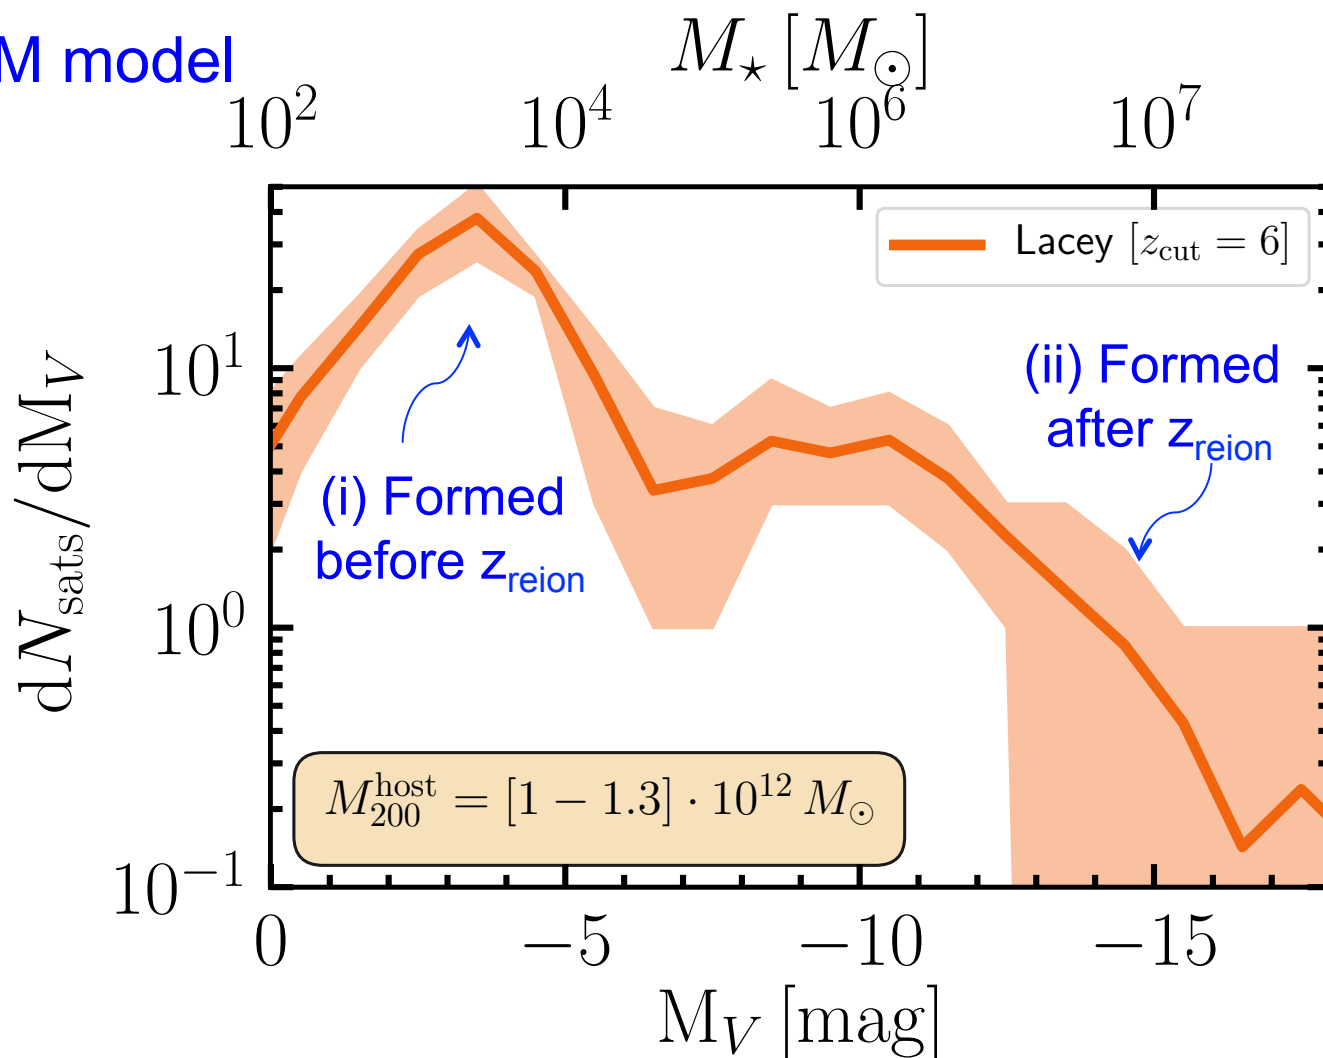 M model
M⋆ [M⊙]
10² 10⁴ 10⁶ 10⁷
Lacey [z_cut = 6]
(ii) Formed
after z_reion
(i) Formed
before z_reion
M₂₀₀^host = [1 − 1.3] · 10¹² M⊙
dN_sats/dM_V
10¹
10⁰
10⁻¹
0 −5 −10 −15
M_V [mag]